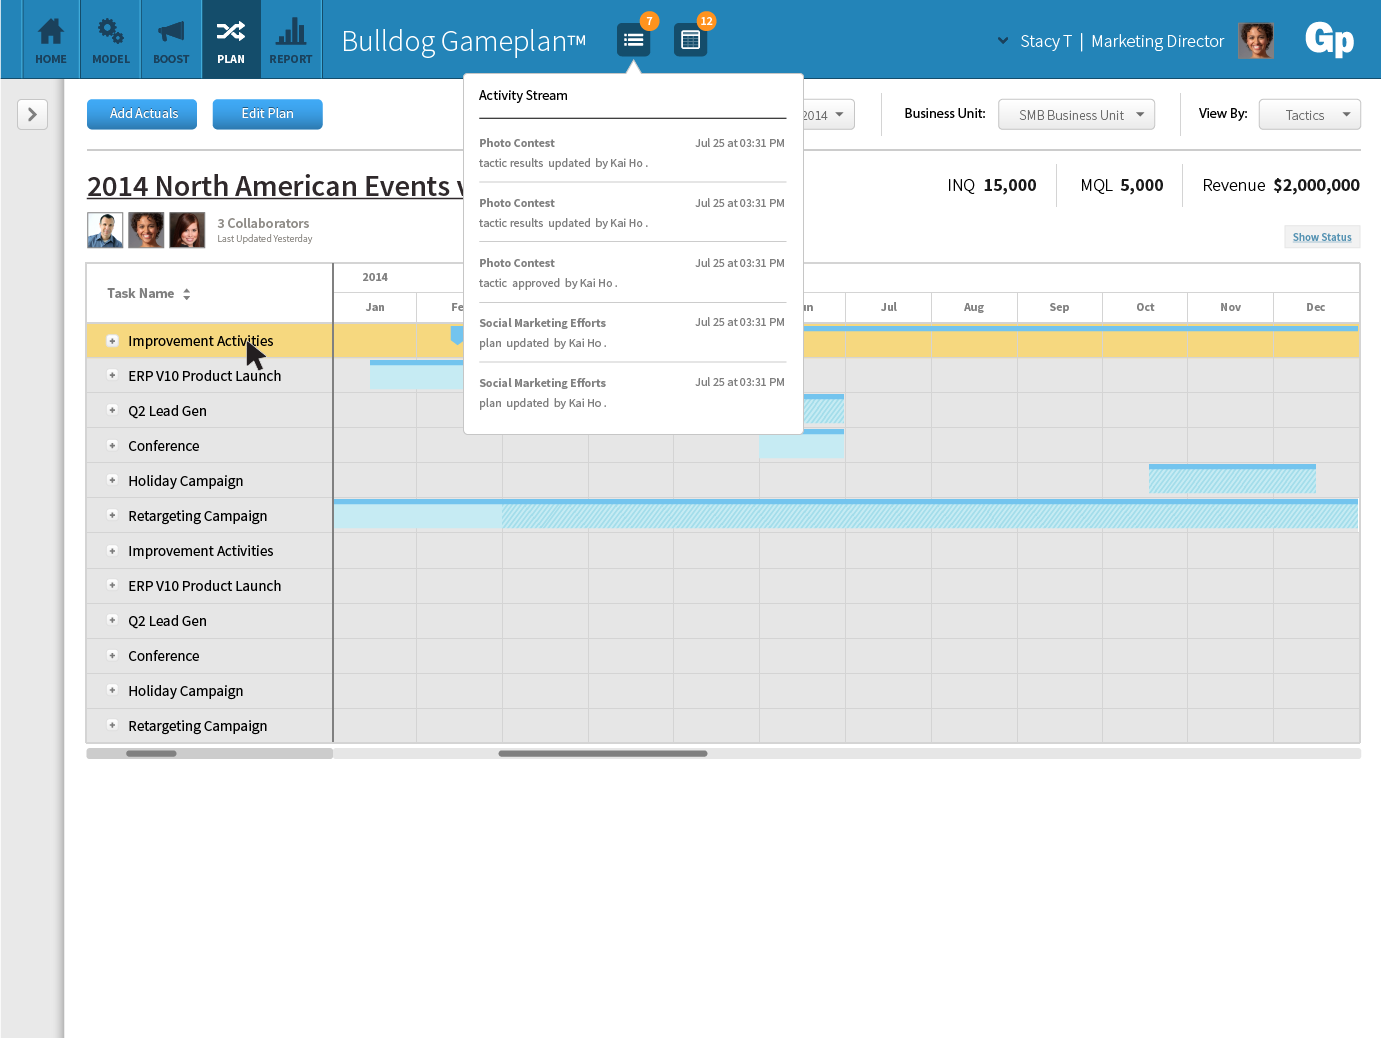 HOME
MODEL
BOOST
PLAN
REPORT
Bulldog Gameplan™
7
12
Stacy T | Marketing Director
Gp
Add Actuals
Edit Plan
2014
Business Unit:
SMB Business Unit
View By:
Tactics
Activity Stream
Photo Contest
Jul 25 at 03:31 PM
tactic results updated by Kai Ho .
Photo Contest
Jul 25 at 03:31 PM
tactic results updated by Kai Ho .
Photo Contest
Jul 25 at 03:31 PM
tactic approved by Kai Ho .
Social Marketing Efforts
Jul 25 at 03:31 PM
plan updated by Kai Ho .
Social Marketing Efforts
Jul 25 at 03:31 PM
plan updated by Kai Ho .
2014 North American Events
INQ 15,000
MQL 5,000
Revenue $2,000,000
3 Collaborators
Last Updated Yesterday
Show Status
Task Name
2014
Jan
Jul
Aug
Sep
Oct
Nov
Dec
Improvement Activities
ERP V10 Product Launch
Q2 Lead Gen
Conference
Holiday Campaign
Retargeting Campaign
Improvement Activities
ERP V10 Product Launch
Q2 Lead Gen
Conference
Holiday Campaign
Retargeting Campaign